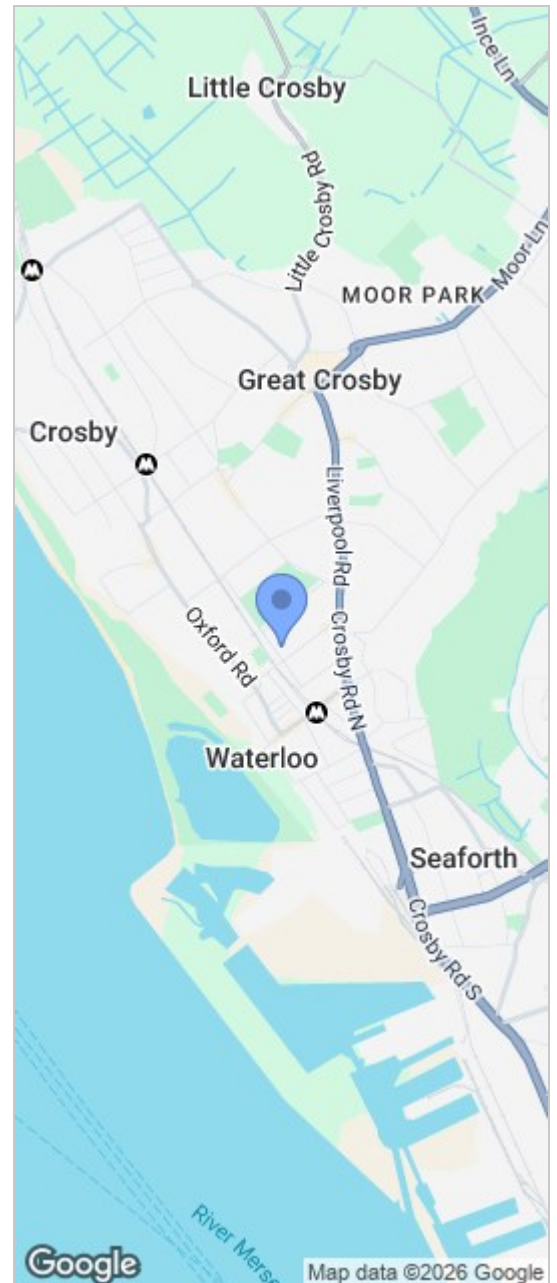 Ince Ln
Little Crosby
Little Crosby Rd
Moor Ln
MOOR PARK
Great Crosby
Crosby
Liverpool Rd
Oxford Rd
Crosby Rd N
Waterloo
Seaforth
Crosby Rd S
River Merse
Google
Map data ©2026 Google